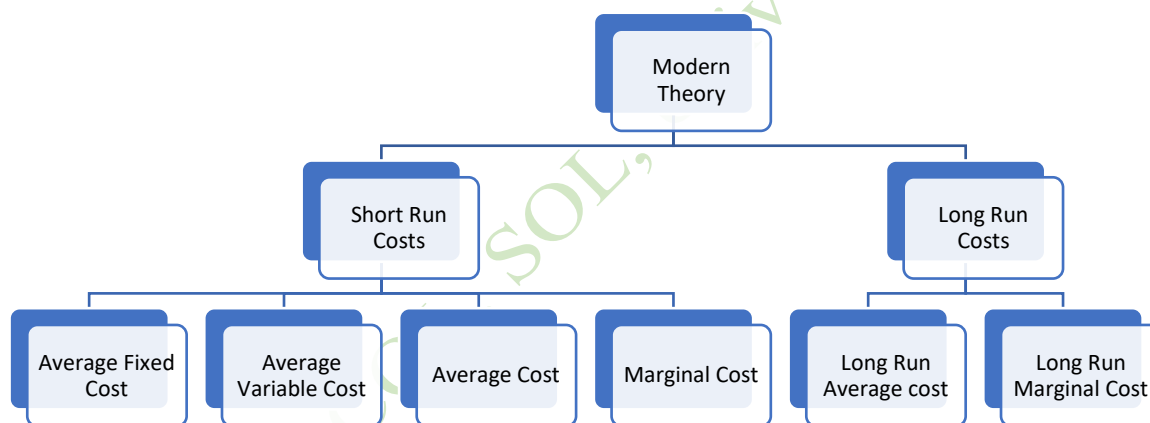 Modern
Theory
Short Run
Costs
Long Run
Costs
Average Fixed
Cost
Average
Variable Cost
Average Cost
Marginal Cost
Long Run
Average cost
Long Run
Marginal Cost
SOL,